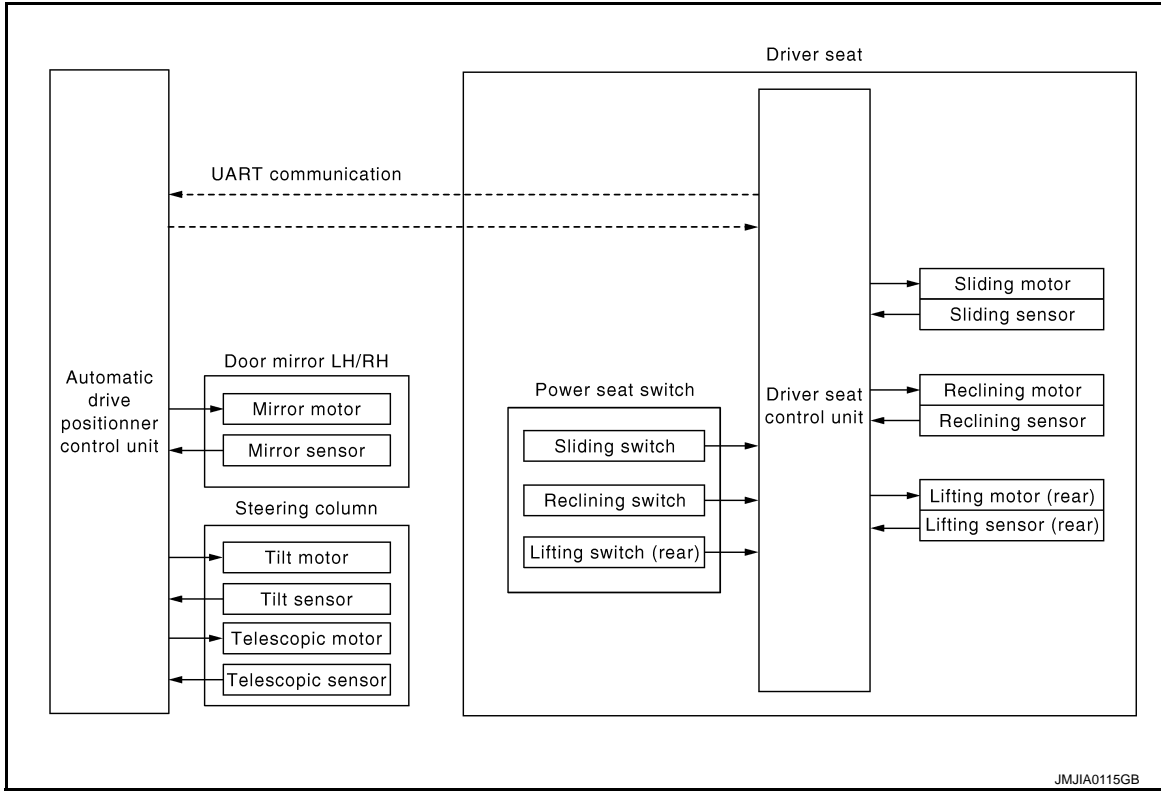 Driver seat
UART communication
Automatic
drive
positionner
control unit
Door mirror LH/RH
Mirror motor
Mirror sensor
Steering column
Tilt motor
Tilt sensor
Telescopic motor
Telescopic sensor
Power seat switch
Sliding switch
Reclining switch
Lifting switch (rear)
Driver seat
control unit
Sliding motor
Sliding sensor
Reclining motor
Reclining sensor
Lifting motor (rear)
Lifting sensor (rear)
JMJIA0115GB